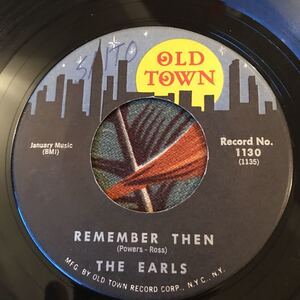 OLD
TOWN
January Music
(BMI)
Record No.
1130
(1135)
REMEMBER THEN
(Powers - Ross)
THE EARLS
MFG. BY OLD TOWN RECORD CORP., N.Y.C., N.Y.